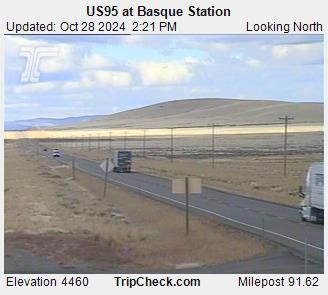 US95 at Basque Station
Updated: Oct 28 2024 2:21 PM Looking North
Elevation 4460 TripCheck.com Milepost 91.62